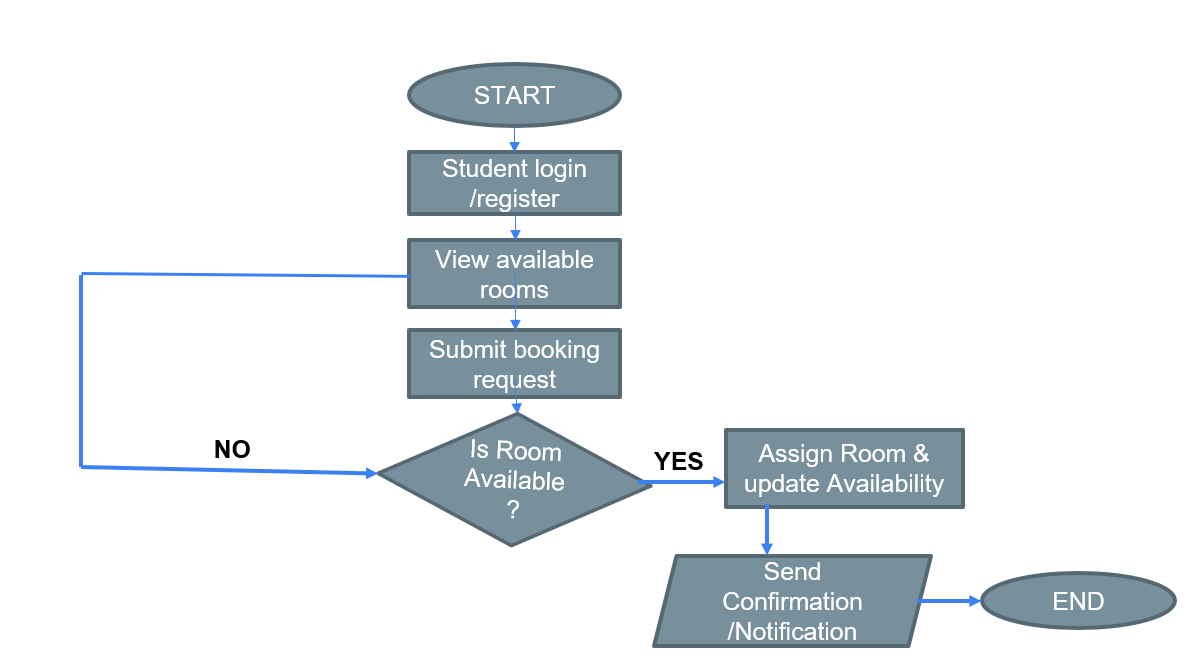 START
Student login
/register
View available
rooms
Submit booking
request
Is Room
Available
?
NO
YES
Assign Room &
update Availability
Send
Confirmation
/Notification
END